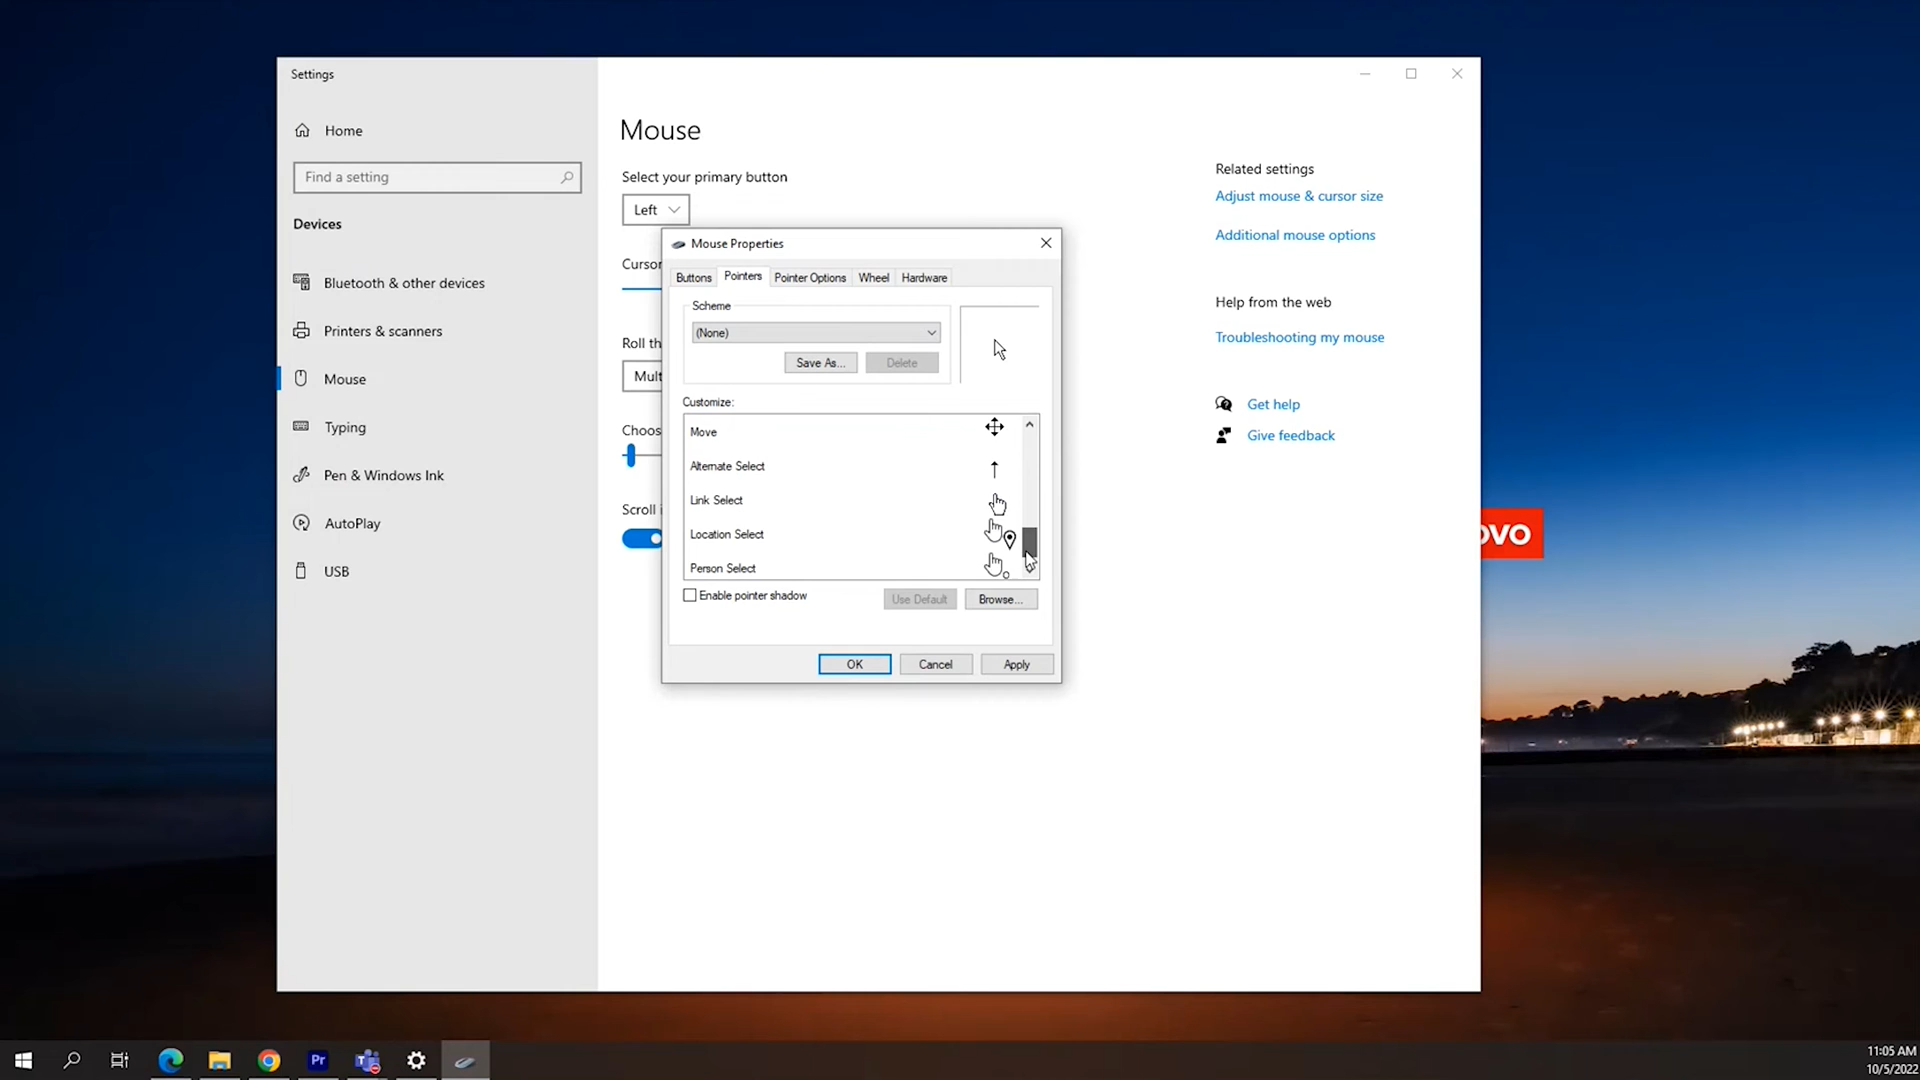 Settings
Home
Find a setting
Devices
Bluetooth & other devices
Printers & scanners
Mouse
Typing
Pen & Windows Ink
AutoPlay
USB
Mouse
Select your primary button
Left
Cursor
Roll th
Mult
Choos
Scroll i
Mouse Properties
Buttons Pointers Pointer Options Wheel Hardware
Scheme
(None)
Save As... Delete
Customize:
Move
Alternate Select
Link Select
Location Select
Person Select
Enable pointer shadow
Use Default Browse...
OK Cancel Apply
Related settings
Adjust mouse & cursor size
Additional mouse options
Help from the web
Troubleshooting my mouse
Get help
Give feedback
ovo
Pr
11:05 AM
10/5/2022